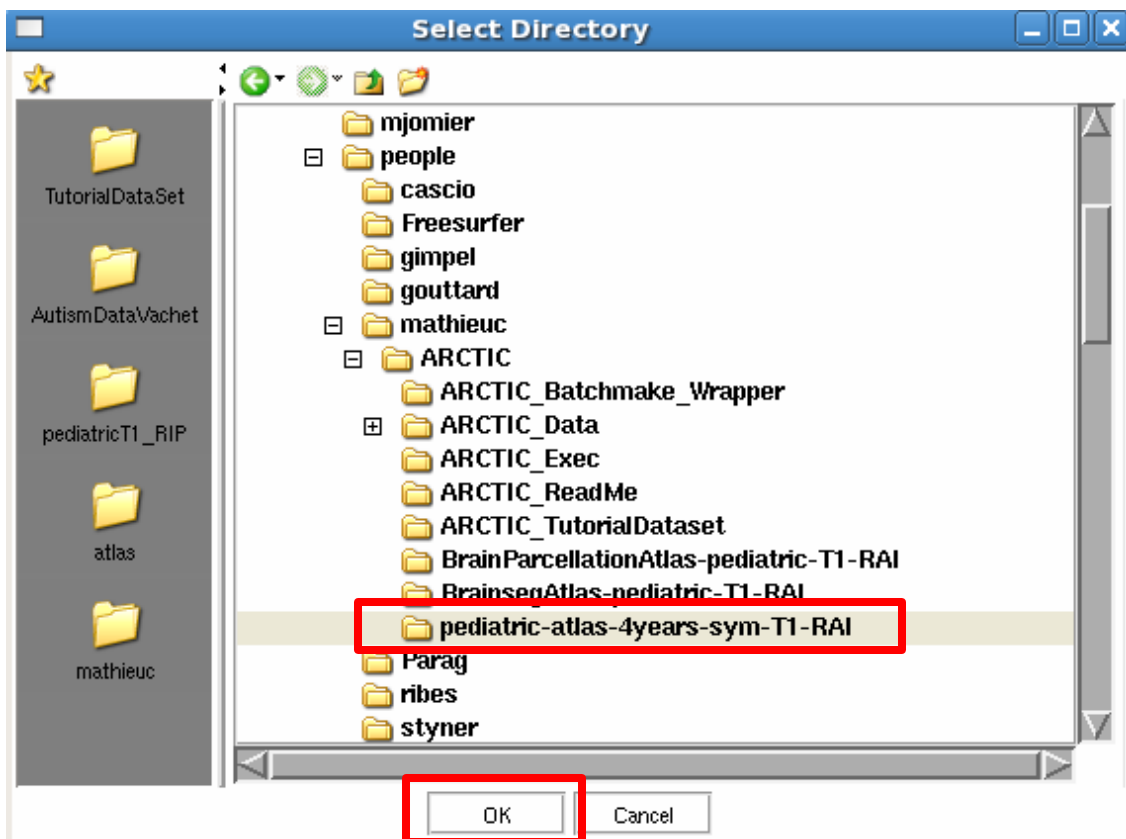 Select Directory
TutorialDataSet
AutismDataVachet
pediatricT1_RIP
atlas
mathieuc
mjomier
people
cascio
Freesurfer
gimpel
gouttard
mathieuc
ARCTIC
ARCTIC_Batchmake_Wrapper
ARCTIC_Data
ARCTIC_Exec
ARCTIC_ReadMe
ARCTIC_TutorialDataset
BrainParcellationAtlas-pediatric-T1-RAI
BrainsegAtlas-pediatric-T1-RAI
pediatric-atlas-4years-sym-T1-RAI
Parag
ribes
styner
OK
Cancel